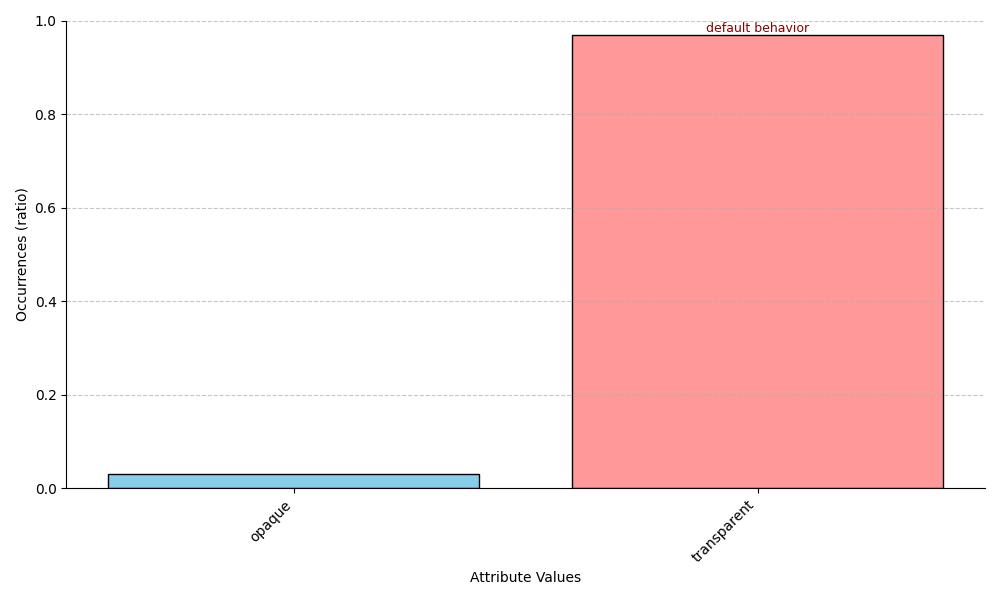 default behavior
1.0
0.8
0.6
0.4
0.2
0.0
Occurrences (ratio)
opaque
transparent
Attribute Values